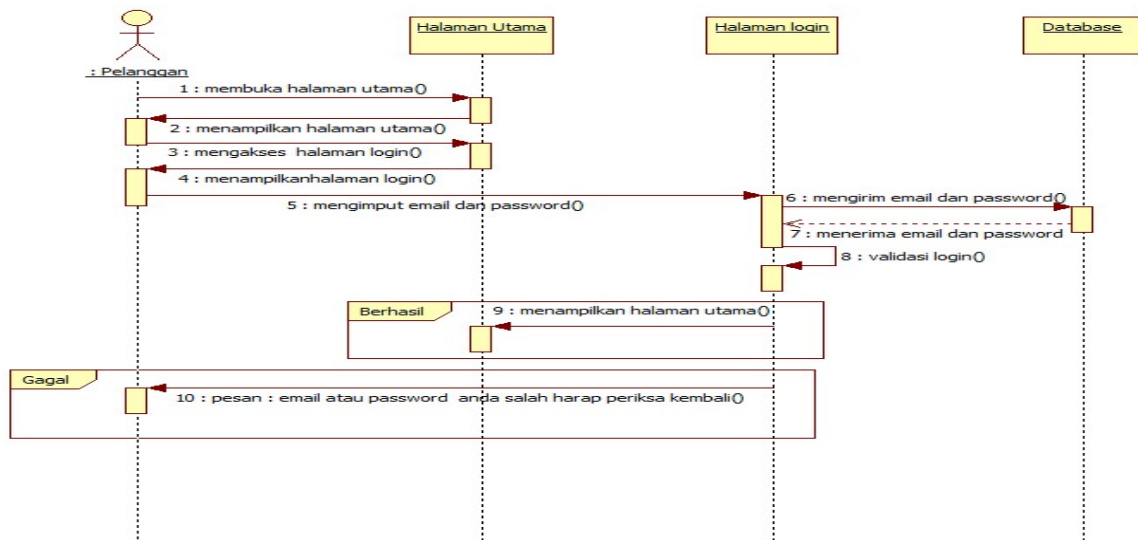 Halaman Utama
Halaman login
Database
: Pelanggan
1 : membuka halaman utama()
2 : menampilkan halaman utama()
3 : mengakses  halaman login()
4 : menampilkanhalaman login()
5 : mengimput email dan password()
6 : mengirim email dan password()
7 : menerima email dan password
8 : validasi login()
Berhasil
9 : menampilkan halaman utama()
Gagal
10 : pesan : email atau password  anda salah harap periksa kembali()